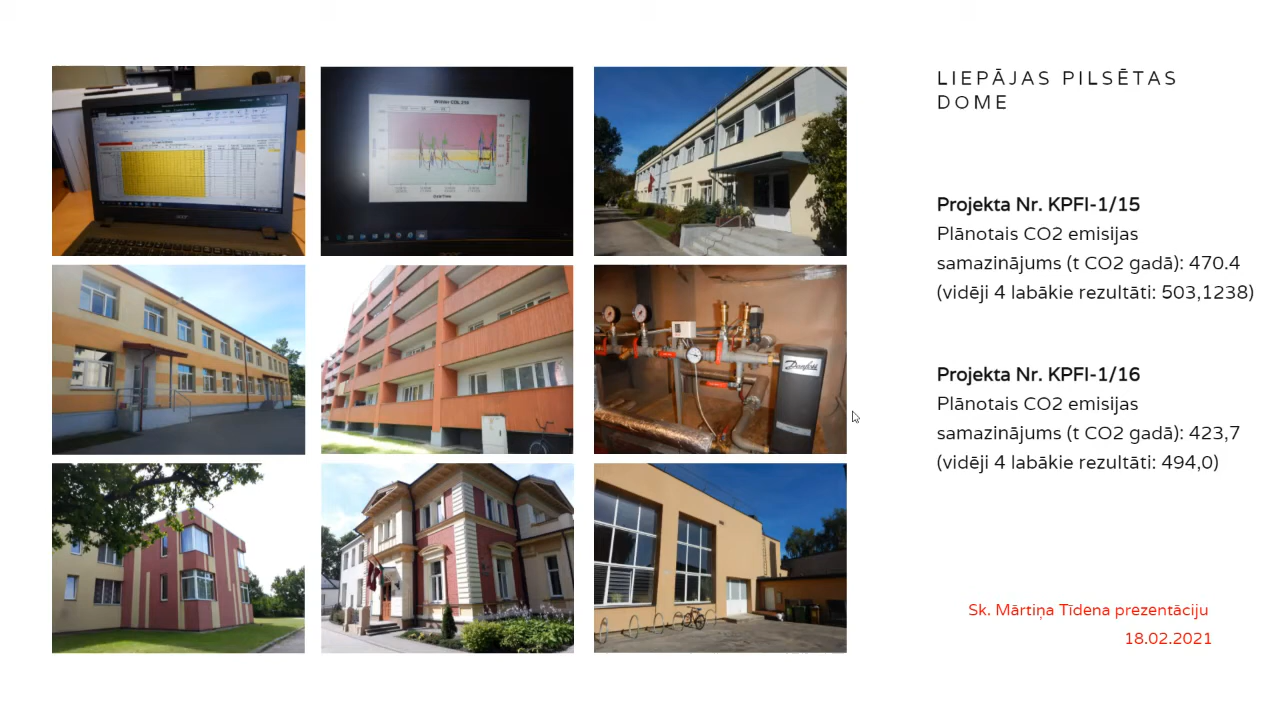 LIEPĀJAS PILSĒTAS
DOME
Projekta Nr. KPFI-1/15
Plānotais CO2 emisijas
samazinājums (t CO2 gadā): 470.4
(vidēji 4 labākie rezultāti: 503,1238)
Projekta Nr. KPFI-1/16
Plānotais CO2 emisijas
samazinājums (t CO2 gadā): 423,7
(vidēji 4 labākie rezultāti: 494,0)
Sk. Mārtiņa Tīdena prezentāciju
18.02.2021
acer
Danfoss